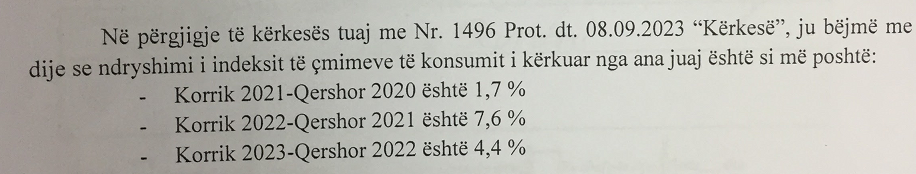 Në përgjigje të kërkesës tuaj me Nr. 1496 Prot. dt. 08.09.2023 “Kërkesë”, ju bëjmë me
dije se ndryshimi i indeksit të çmimeve të konsumit i kërkuar nga ana juaj është si më poshtë:
- Korrik 2021-Qershor 2020 është 1,7 %
- Korrik 2022-Qershor 2021 është 7,6 %
- Korrik 2023-Qershor 2022 është 4,4 %